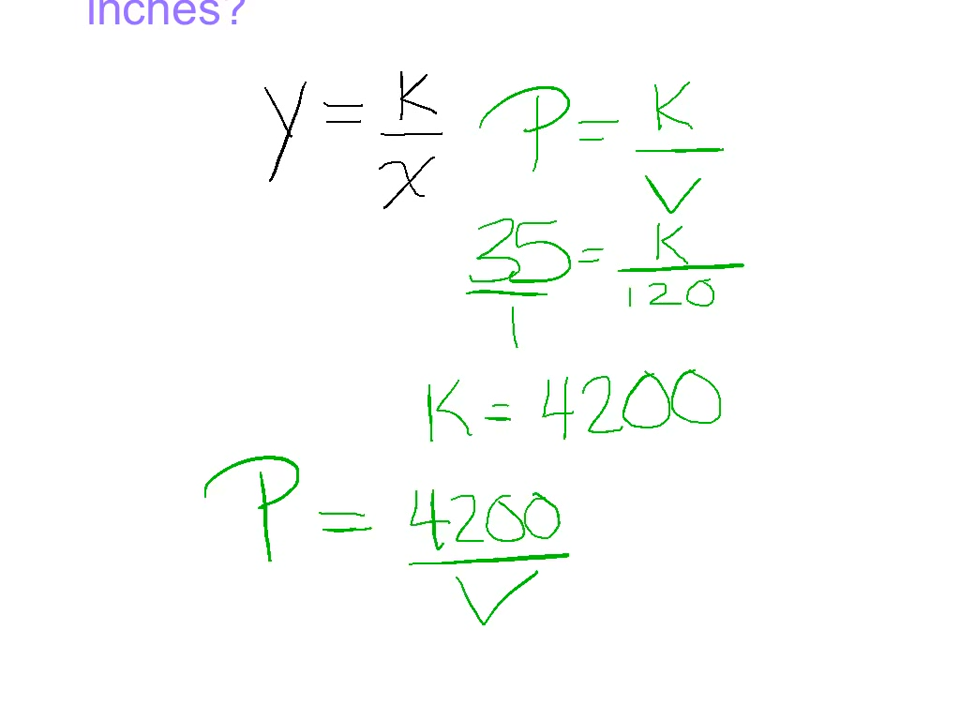 inches?
y = K/x P = K/V
35/1 = K/120
K = 4200
P = 4200/V